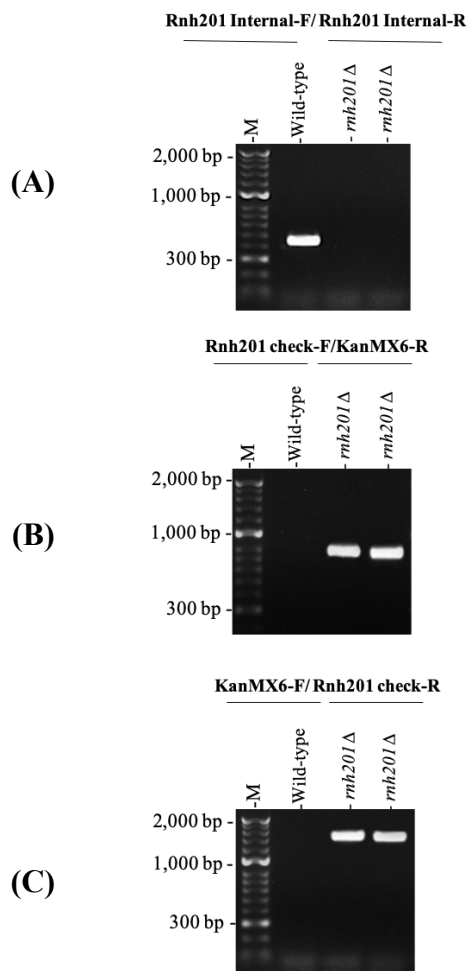 Rnh201 Internal-F/ Rnh201 Internal-R
-M
-Wild-type
- rnh201Δ
- rnh201Δ
(A)
2,000 bp -
1,000 bp -
300 bp -
Rnh201 check-F/KanMX6-R
-M
-Wild-type
- rnh201Δ
- rnh201Δ
(B)
2,000 bp -
1,000 bp -
300 bp -
KanMX6-F/ Rnh201 check-R
-M
-Wild-type
- rnh201Δ
- rnh201Δ
(C)
2,000 bp -
1,000 bp -
300 bp -